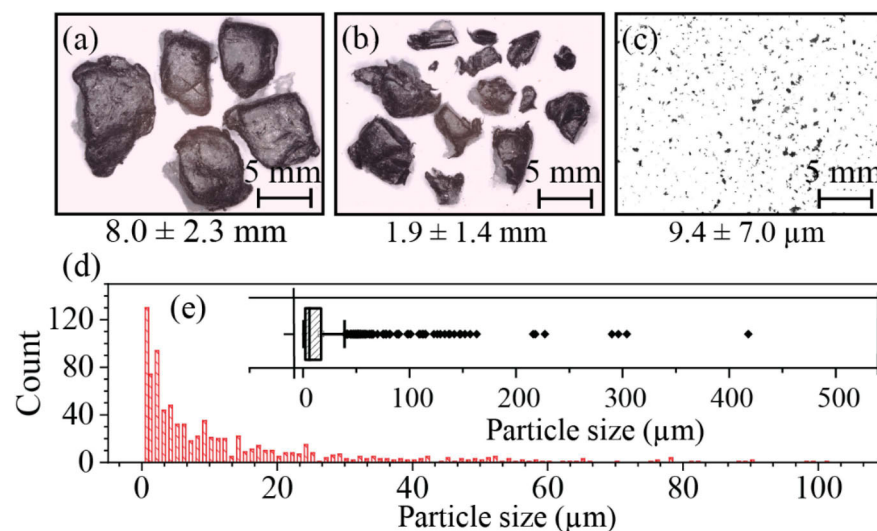 (a) (b) (c)
5 mm 5 mm 5 mm
8.0 ± 2.3 mm 1.9 ± 1.4 mm 9.4 ± 7.0 µm
(d)
(e)
120
80
40
0
Count
0 100 200 300 400 500
Particle size (µm)
0 20 40 60 80 100
Particle size (µm)